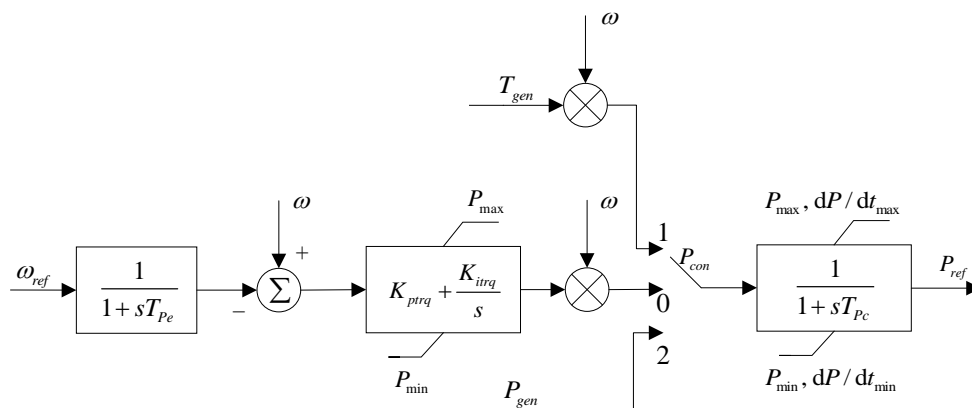 ω
T_gen
ω
P_max
ω
P_max, dP/dt_max
1
P_con
0
2
ω_ref
1
1 + sT_Pe
+
−
Σ
K_ptrq + K_itrq / s
1
1 + sT_Pc
P_ref
P_min
P_gen
P_min, dP/dt_min